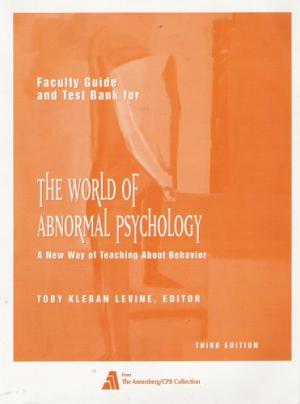 Faculty Guide
and Test Bank for
THE WORLD OF
ABNORMAL PSYCHOLOGY
A New Way of Teaching About Behavior
TOBY KLEBAN LEVINE, EDITOR
THIRD EDITION
from
The Annenberg/CPB Collection